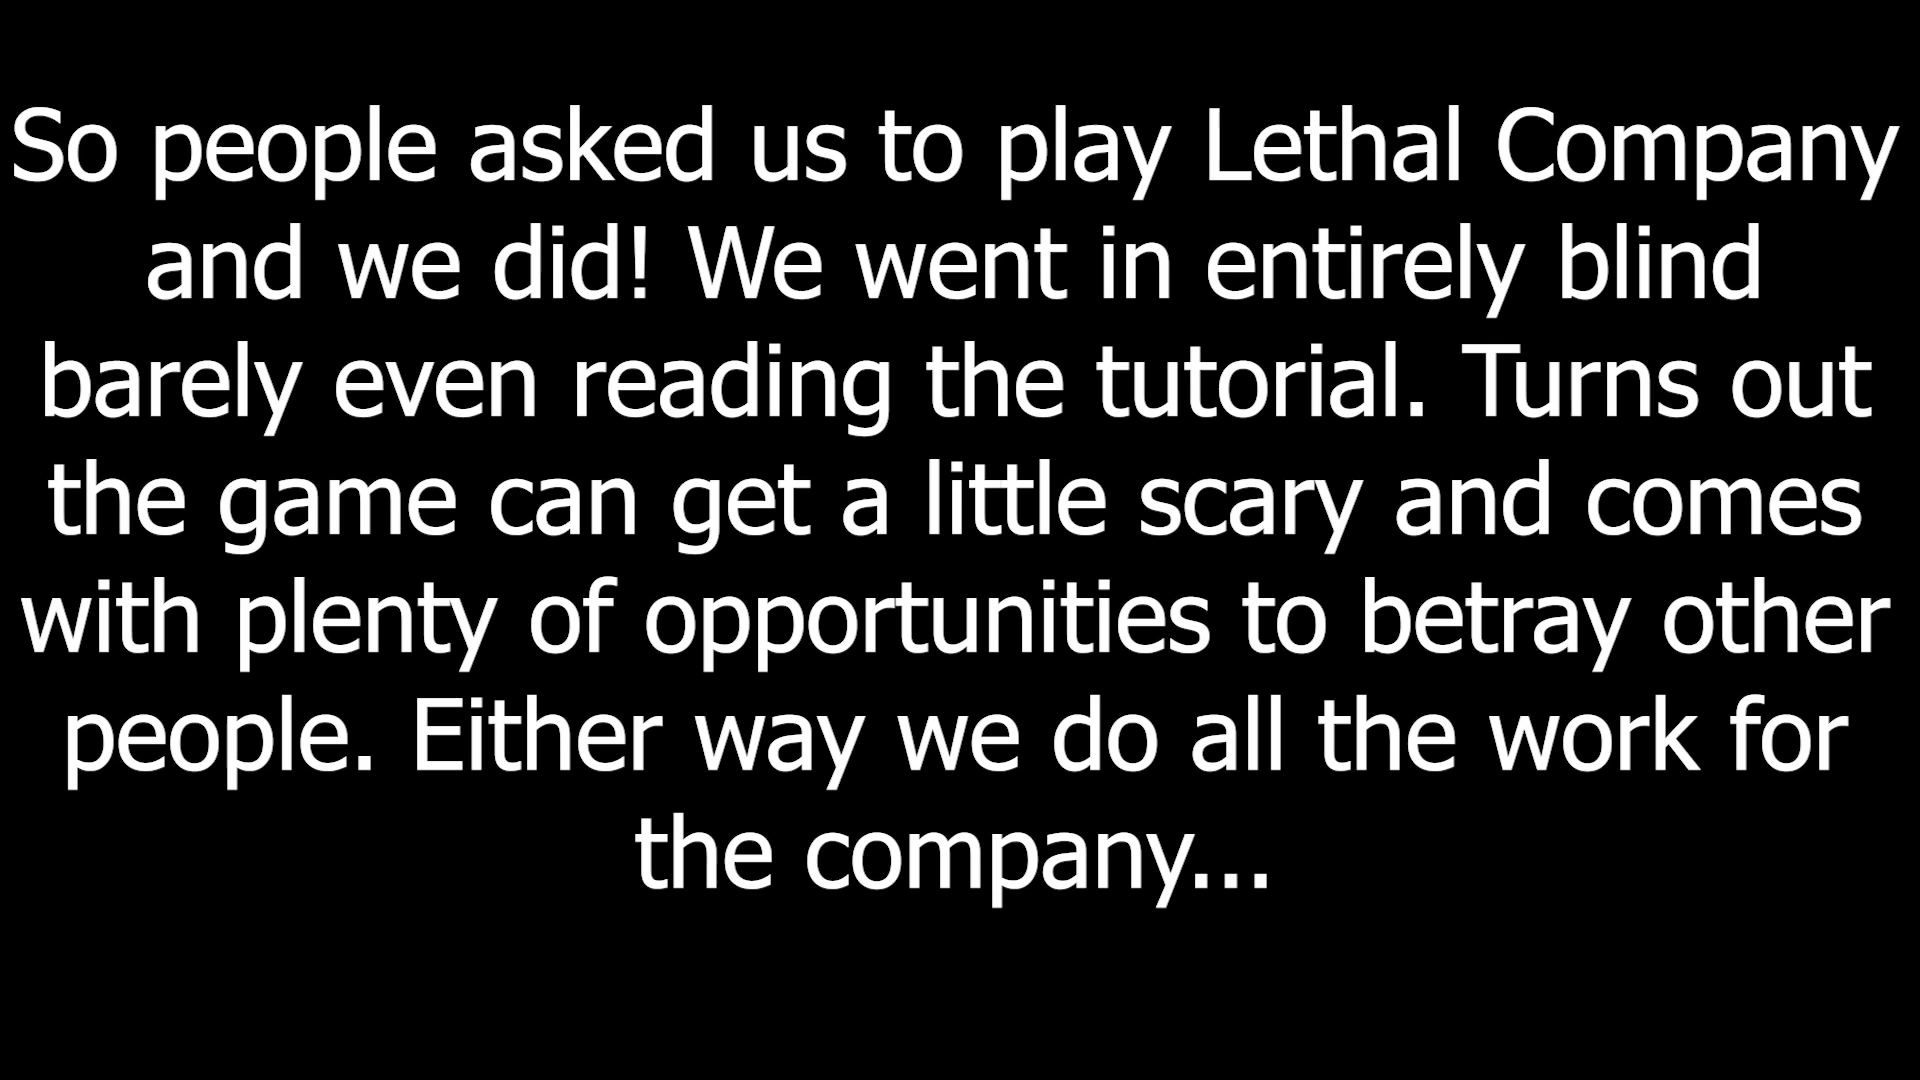 So people asked us to play Lethal Company
and we did! We went in entirely blind
barely even reading the tutorial. Turns out
the game can get a little scary and comes
with plenty of opportunities to betray other
people. Either way we do all the work for
the company...